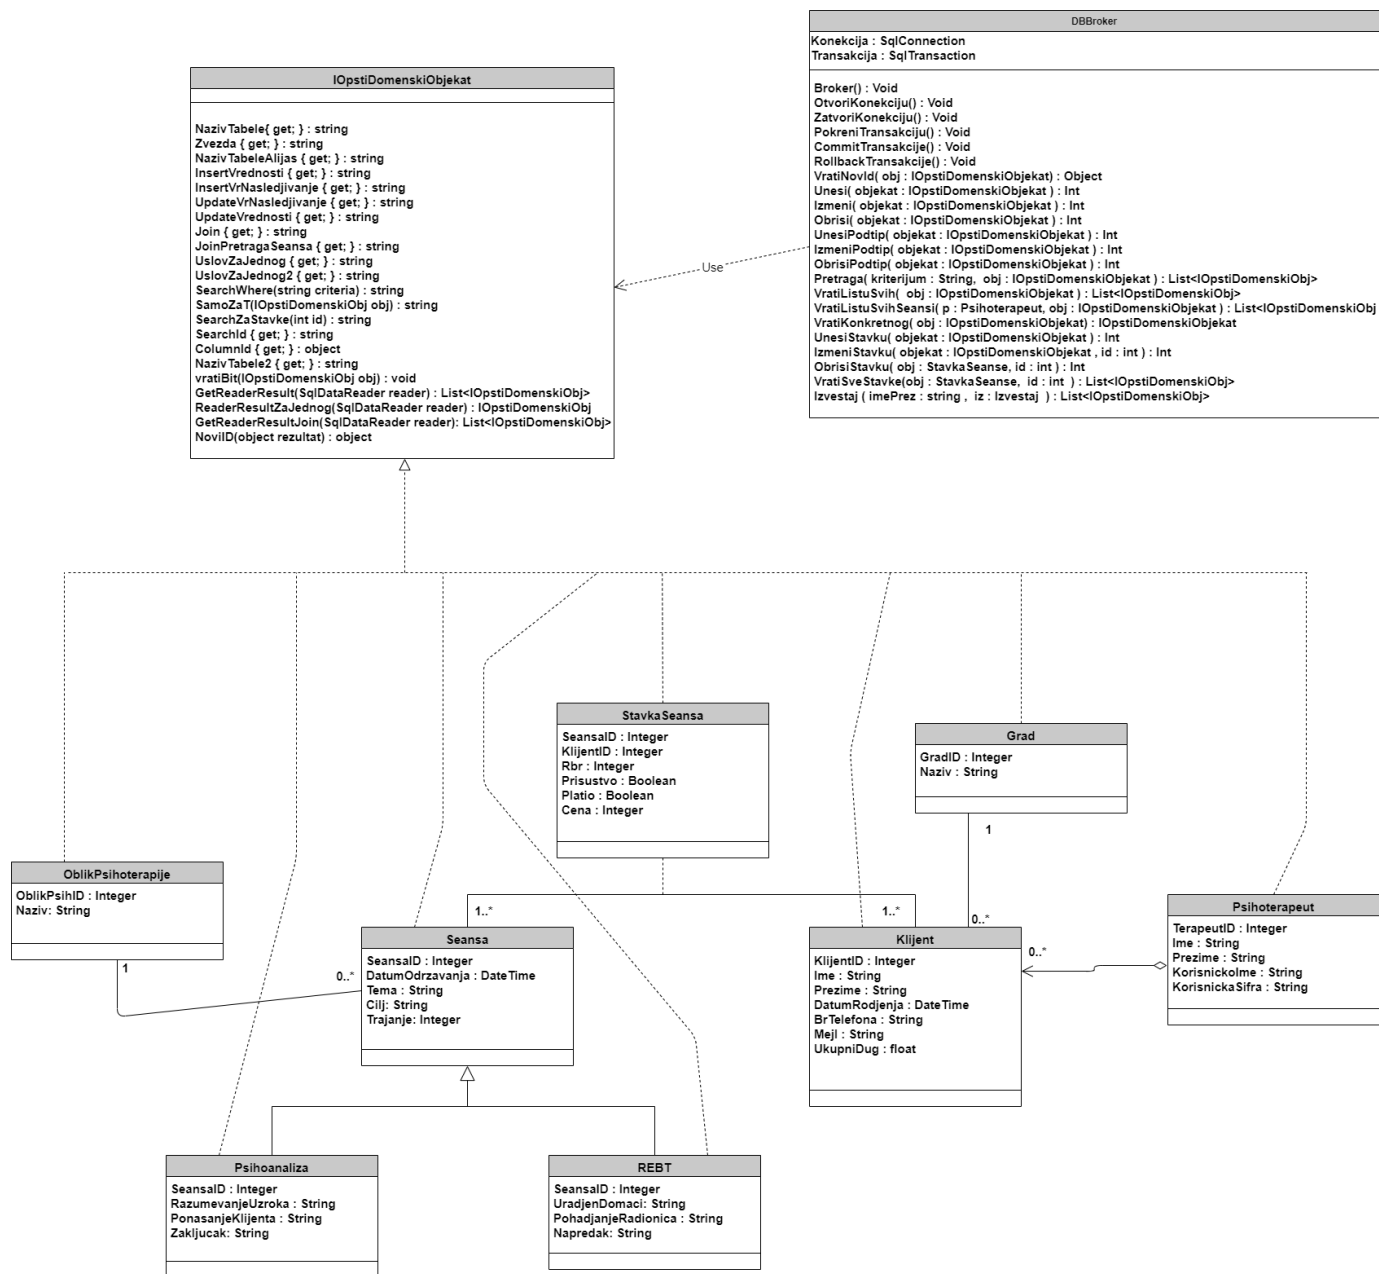 DBBroker
Konekcija : SqlConnection
Transakcija : SqlTransaction
Broker() : Void
OtvoriKonekciju() : Void
ZatvoriKonekciju() : Void
PokreniTransakciju() : Void
CommitTransakcije() : Void
RollbackTransakcije() : Void
VratiNovId( obj : IOpstiDomenskiObjekat) : Object
Unesi( objekat : IOpstiDomenskiObjekat ) : Int
Izmeni( objekat : IOpstiDomenskiObjekat ) : Int
Obrisi( objekat : IOpstiDomenskiObjekat ) : Int
UnesiPodtip( objekat : IOpstiDomenskiObjekat ) : Int
IzmeniPodtip( objekat : IOpstiDomenskiObjekat ) : Int
ObrisiPodtip( objekat : IOpstiDomenskiObjekat ) : Int
Pretraga( kriterijum : String, obj : IOpstiDomenskiObjekat ) : List<IOpstiDomenskiObj>
VratiListuSvih( obj : IOpstiDomenskiObjekat ) : List<IOpstiDomenskiObj>
VratiListuSvihSeansi( p : Psihoterapeut, obj : IOpstiDomenskiObjekat ) : List<IOpstiDomenskiObj
VratiKonkretnog( obj : IOpstiDomenskiObjekat) : IOpstiDomenskiObjekat
UnesiStavku( objekat : IOpstiDomenskiObjekat ) : Int
IzmeniStavku( objekat : IOpstiDomenskiObjekat , id : int ) : Int
ObrisiStavku( obj : StavkaSeanse, id : int ) : Int
VratiSveStavke(obj : StavkaSeanse, id : int ) : List<IOpstiDomenskiObj>
Izvestaj ( imePrez : string , iz : Izvestaj ) : List<IOpstiDomenskiObj>
IOpstiDomenskiObjekat
NazivTabele{ get; } : string
Zvezda { get; } : string
NazivTabeleAlijas { get; } : string
InsertVrednosti { get; } : string
InsertVrNasledjivanje { get; } : string
UpdateVrNasledjivanje { get; } : string
UpdateVrednosti { get; } : string
Join { get; } : string
JoinPretragaSeansa { get; } : string
UslovZaJednog { get; } : string
UslovZaJednog2 { get; } : string
SearchWhere(string criteria) : string
SamoZaT(IOpstiDomenskiObj obj) : string
SearchZaStavke(int id) : string
SearchId { get; } : string
ColumnId { get; } : object
NazivTabele2 { get; } : string
vratiBit(IOpstiDomenskiObj obj) : void
GetReaderResult(SqlDataReader reader) : List<IOpstiDomenskiObj>
ReaderResultZaJednog(SqlDataReader reader) : IOpstiDomenskiObj
GetReaderResultJoin(SqlDataReader reader): List<IOpstiDomenskiObj>
NoviID(object rezultat) : object
Use
StavkaSeansa
SeansaID : Integer
KlijentID : Integer
Rbr : Integer
Prisustvo : Boolean
Platio : Boolean
Cena : Integer
Grad
GradID : Integer
Naziv : String
1
0..*
OblikPsihoterapije
OblikPsihID : Integer
Naziv: String
1
0..*
1..*
1..*
Seansa
SeansaID : Integer
DatumOdrzavanja : DateTime
Tema : String
Cilj: String
Trajanje: Integer
Klijent
KlijentID : Integer
Ime : String
Prezime : String
DatumRodjenja : DateTime
BrTelefona : String
Mejl : String
UkupniDug : float
0..*
Psihoterapeut
TerapeutID : Integer
Ime : String
Prezime : String
KorisnickoIme : String
KorisnickaSifra : String
Psihoanaliza
SeansaID : Integer
RazumevanjeUzroka : String
PonasanjeKlijenta : String
Zakljucak: String
REBT
SeansaID : Integer
UradjenDomaci: String
PohadjanjeRadionica : String
Napredak: String